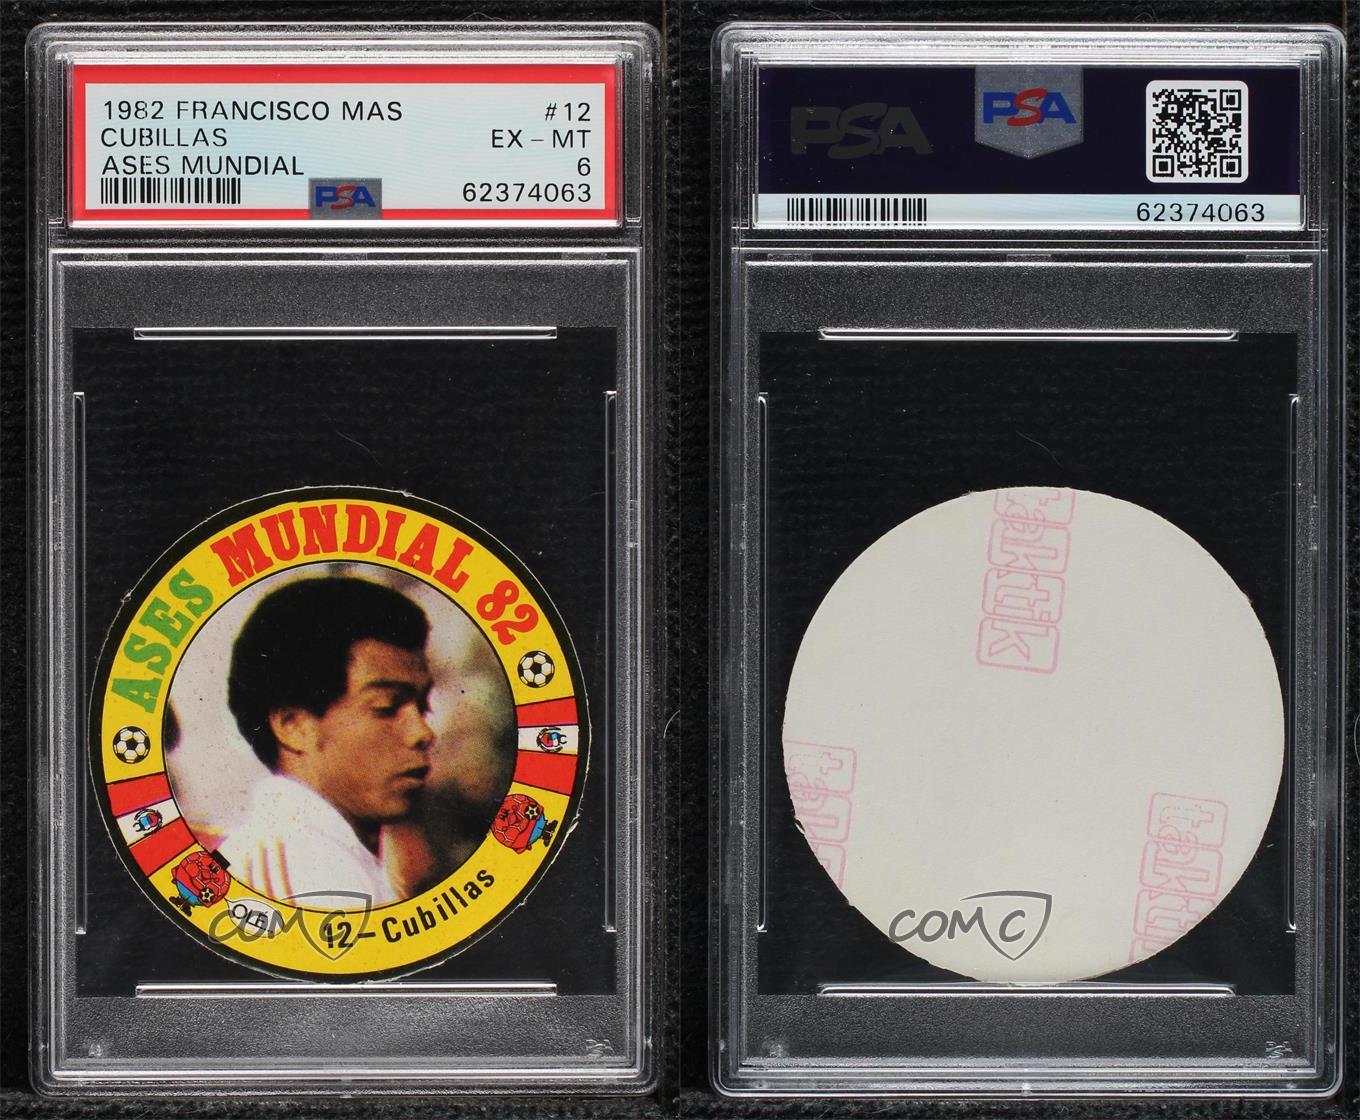 1982 FRANCISCO MAS #12
CUBILLAS EX - MT
ASES MUNDIAL 6
PSA 62374063
ASES MUNDIAL 82
OLÉ!
12-Cubillas
COMC
PSA PSA
62374063
taktik
taktik
taktik
COMC